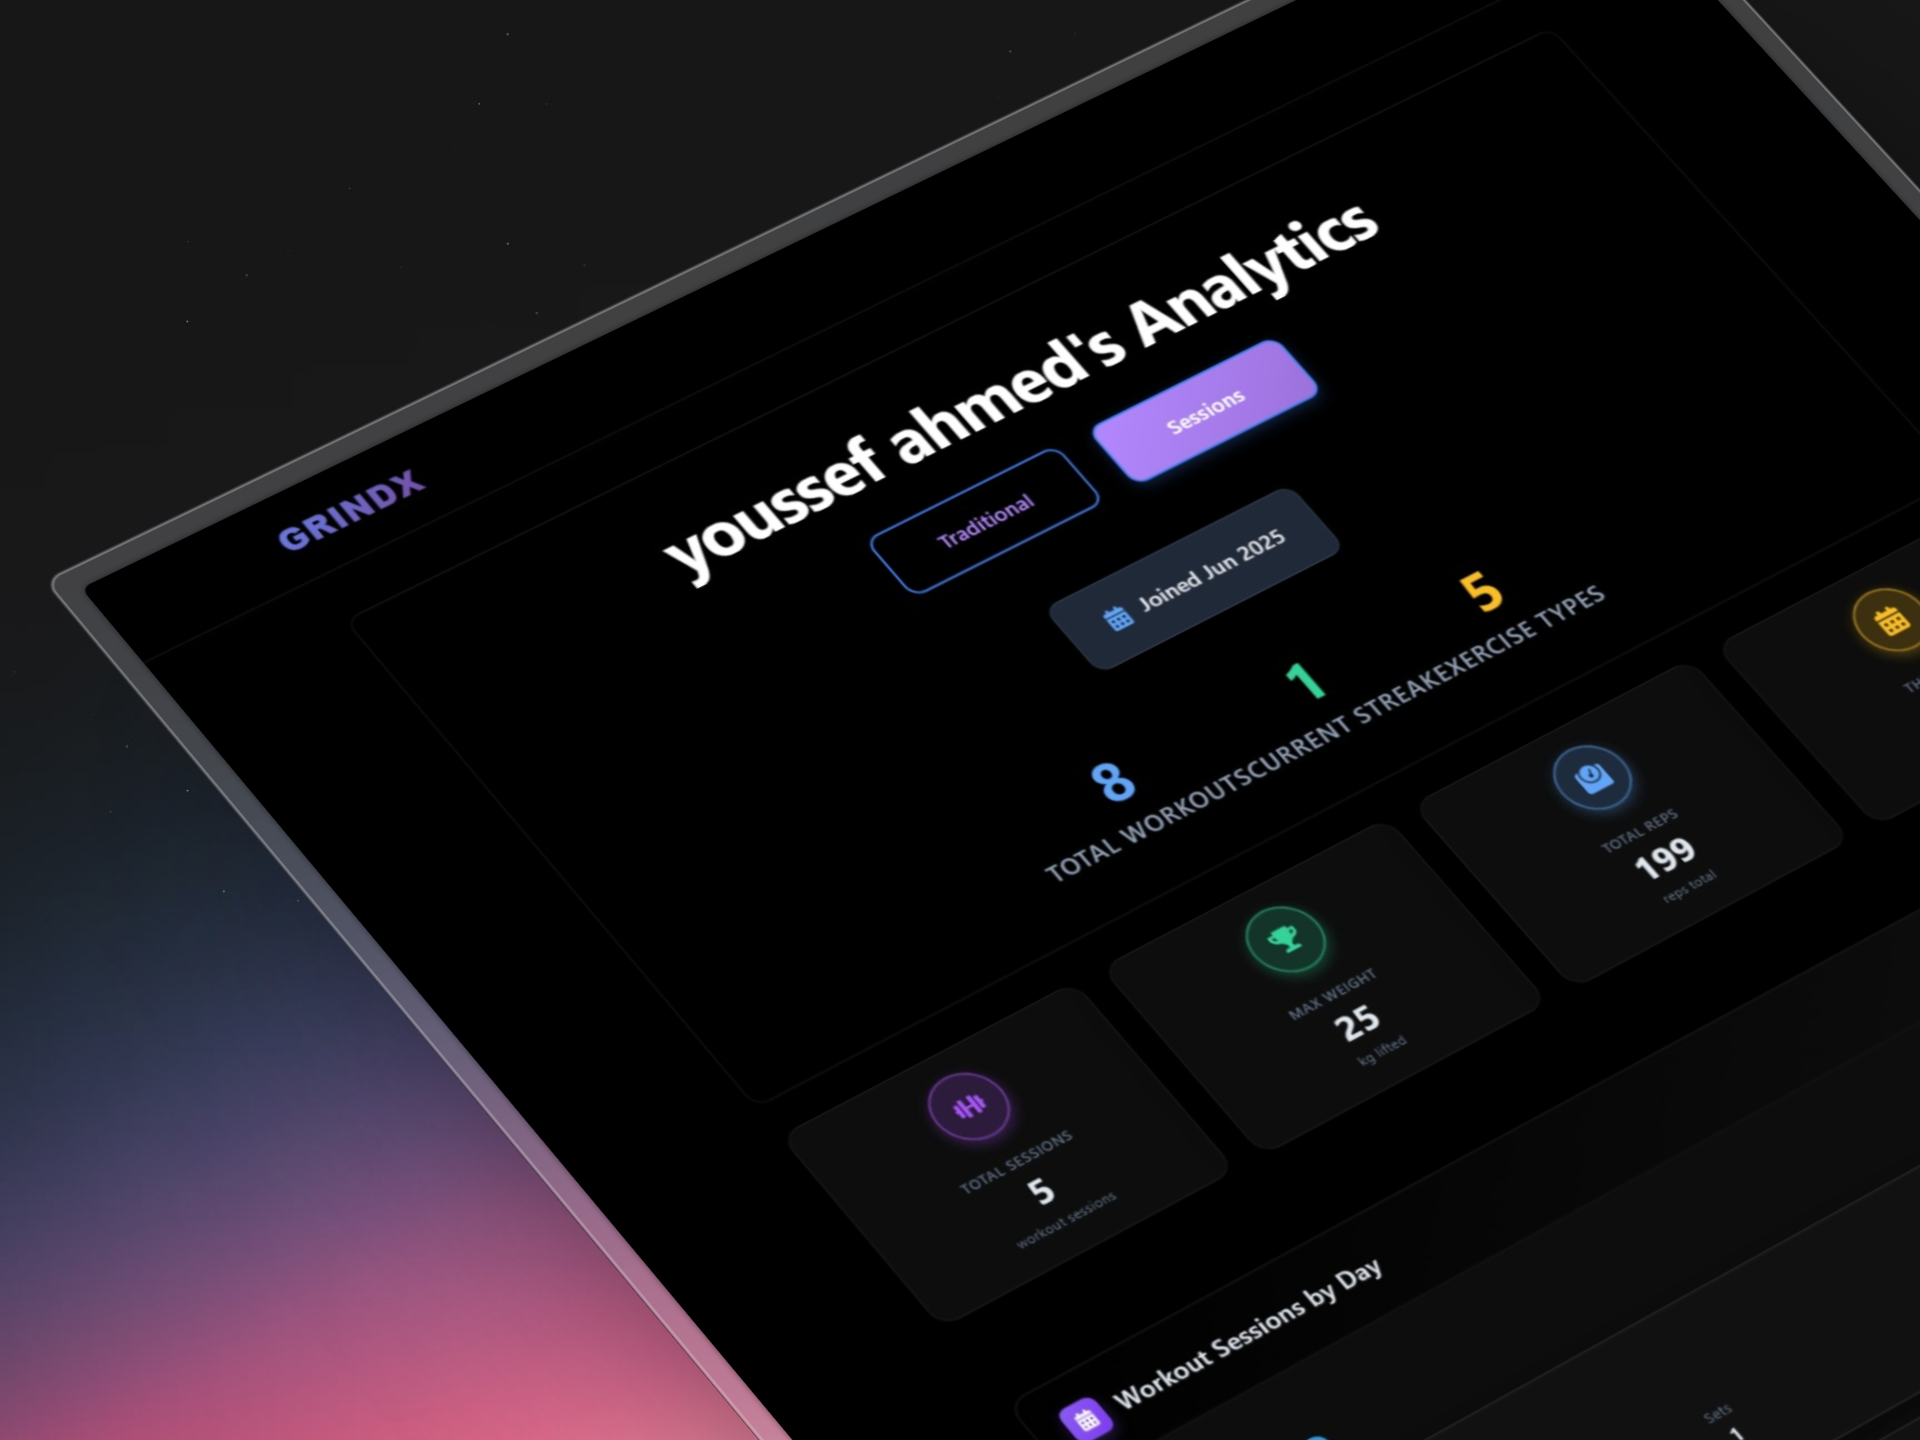 GRINDX
youssef ahmed's Analytics
Traditional
Sessions
Joined Jun 2025
8
TOTAL WORKOUTS
1
CURRENT STREAK
5
EXERCISE TYPES
TOTAL SESSIONS
5
workout sessions
MAX WEIGHT
25
kg lifted
TOTAL REPS
199
reps total
Workout Sessions by Day
Sets
1